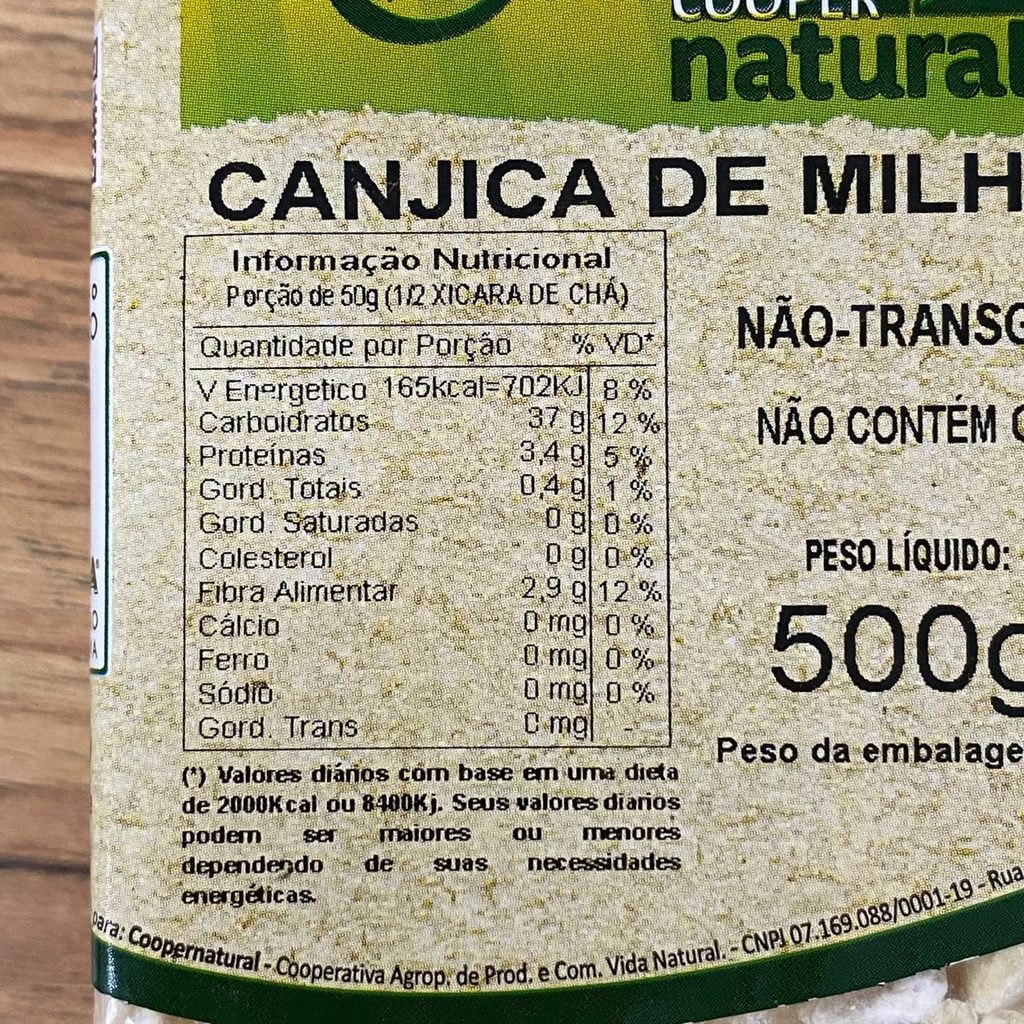 COOPER
natural
CANJICA DE MILH
Informação Nutricional
Porção de 50g (1/2 XICARA DE CHÁ)
Quantidade por Porção % VD*
V Energetico 165kcal=702KJ 8 %
Carboidratos 37 g 12 %
Proteínas 3,4 g 5 %
Gord. Totais 0,4 g 1 %
Gord. Saturadas 0 g 0 %
Colesterol 0 g 0 %
Fibra Alimentar 2,9 g 12 %
Cálcio 0 mg 0 %
Ferro 0 mg 0 %
Sódio 0 mg 0 %
Gord. Trans 0 mg -
(*) Valores diários com base em uma dieta
de 2000Kcal ou 8400Kj. Seus valores diarios
podem ser maiores ou menores
dependendo de suas necessidades
energéticas.
NÃO-TRANSG
NÃO CONTÉM
PESO LÍQUIDO:
500g
Peso da embalage
para: Coopernatural - Cooperativa Agrop. de Prod. e Com. Vida Natural. - CNPJ 07.169.088/0001-19 - Rua